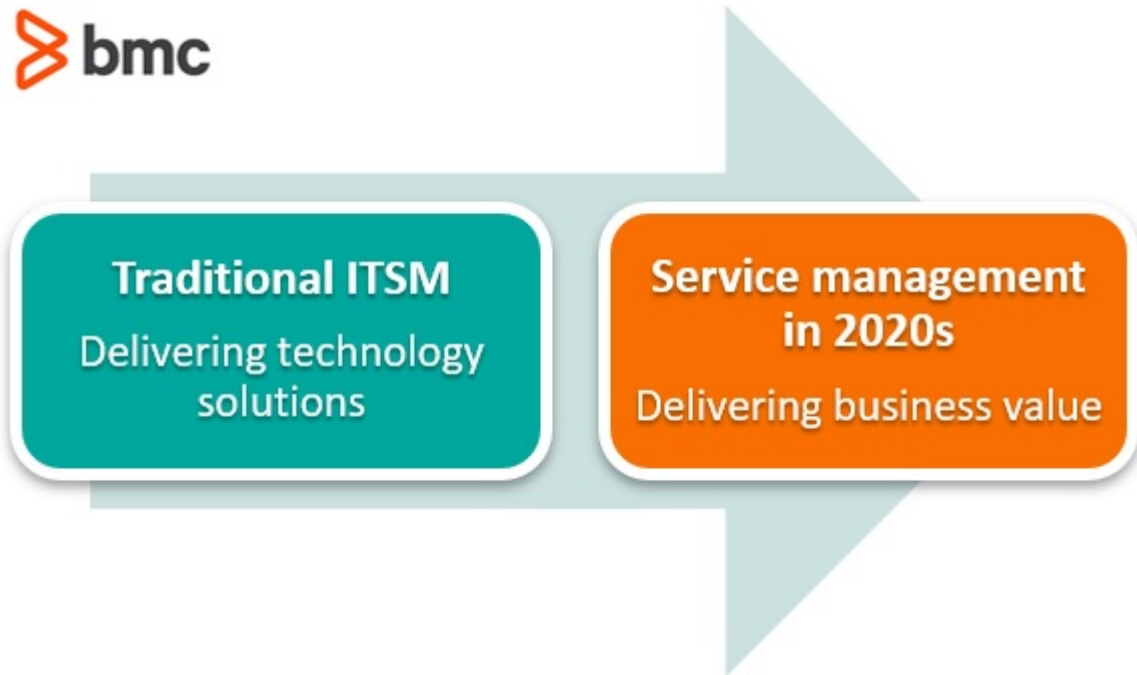 bmc
Traditional ITSM
Delivering technology
solutions
Service management
in 2020s
Delivering business value